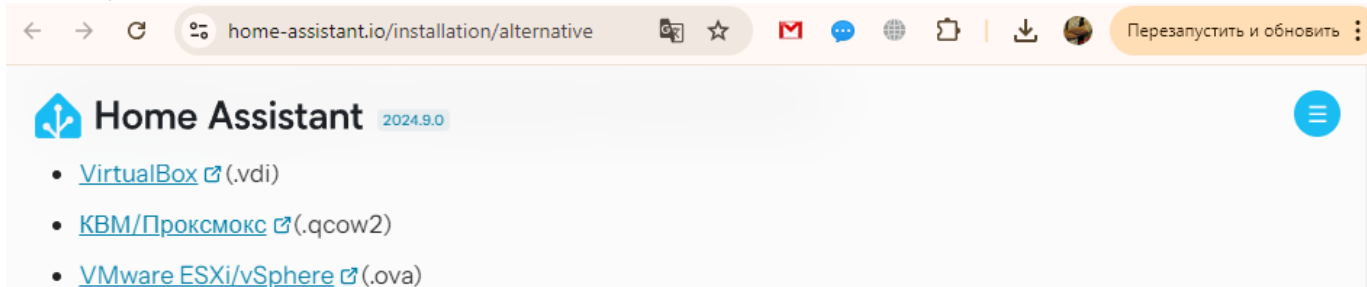 home-assistant.io/installation/alternative
Перезапустить и обновить
Home Assistant 2024.9.0
VirtualBox (.vdi)
КВМ/Проксмокс (.qcow2)
VMware ESXi/vSphere (.ova)